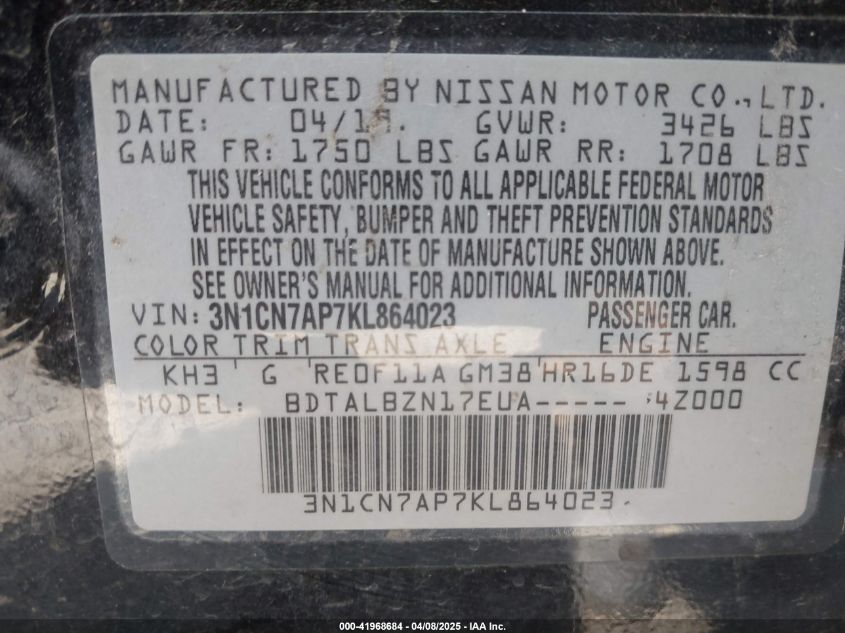 MANUFACTURED BY NISSAN MOTOR CO., LTD.
DATE: 04/19. GVWR: 3426 LBS
GAWR FR: 1750 LBS GAWR RR: 1708 LBS
THIS VEHICLE CONFORMS TO ALL APPLICABLE FEDERAL MOTOR
VEHICLE SAFETY, BUMPER AND THEFT PREVENTION STANDARDS
IN EFFECT ON THE DATE OF MANUFACTURE SHOWN ABOVE.
SEE OWNER'S MANUAL FOR ADDITIONAL INFORMATION.
VIN: 3N1CN7AP7KL864023 PASSENGER CAR.
COLOR TRIM TRANS AXLE ENGINE
KH3 G RE0F11A GM38 HR16DE 1598 CC
MODEL: BDTALBZN17EUA----- 4Z000
3N1CN7AP7KL864023
000-41968684 | 04/08/2025 - IAA Inc.